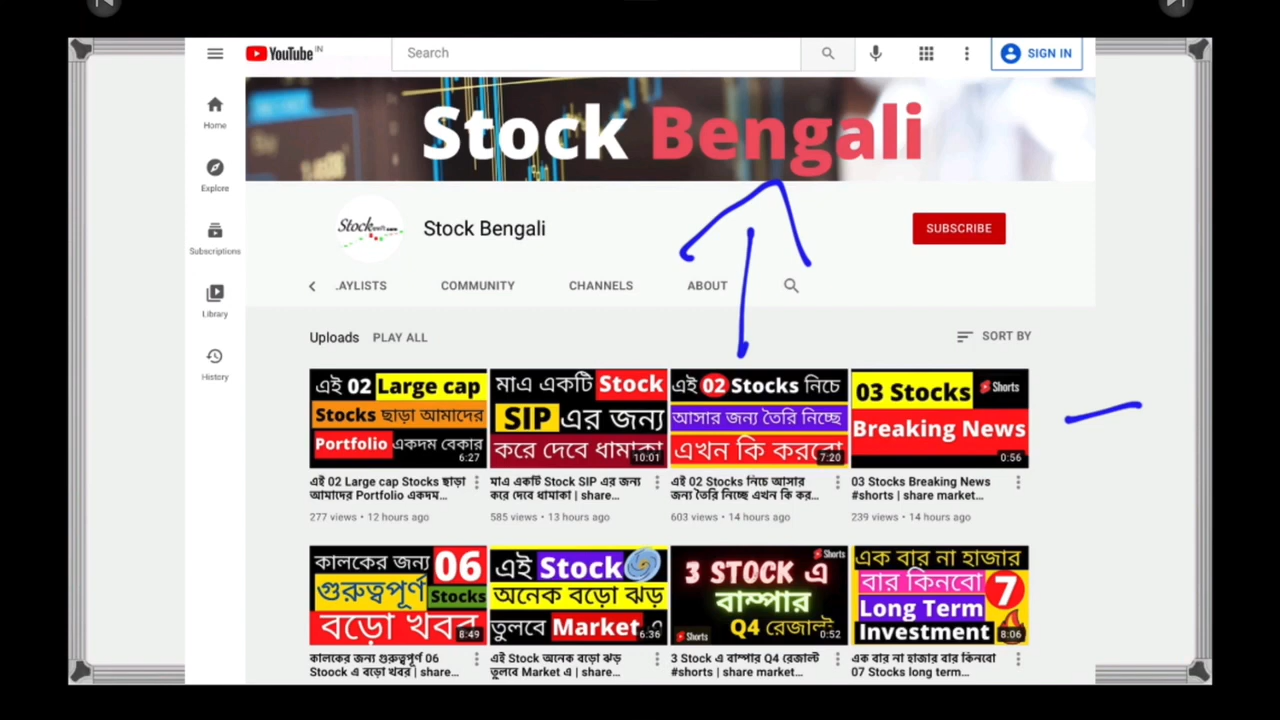 YouTube IN
Search
SIGN IN
Home
Explore
Subscriptions
Library
History
Stock Bengali
Stock Bengali
SUBSCRIBE
.AYLISTS
COMMUNITY
CHANNELS
ABOUT
Uploads
PLAY ALL
SORT BY
এই 02 Large cap
Stocks ছাড়া আমাদের
Portfolio একদম বেকার
6:27
মাএ একটি Stock
SIP এর জন্য
করে দেবে ধামাকা
10:01
এই 02 Stocks নিচে
আসার জন্য তৈরি নিচ্ছে
এখন কি করবো
7:20
03 Stocks
Shorts
Breaking News
0:56
এই 02 Large cap Stocks ছাড়া
আমাদের Portfolio একদম...
277 views • 12 hours ago
মাএ একটি Stock SIP এর জন্য
করে দেবে ধামাকা | share...
585 views • 13 hours ago
এই 02 Stocks নিচে আসার
জন্য তৈরি নিচ্ছে এখন কি কর...
603 views • 14 hours ago
03 Stocks Breaking News
#shorts | share market...
239 views • 14 hours ago
কালকের জন্য 06
গুরুত্বপূর্ণ Stocks
বড়ো খবর
8:49
এই Stock
অনেক বড়ো ঝড়
তুলবে Market এ
6:36
Shorts
3 STOCK এ
বাম্পার
Q4 রেজাল্ট
Shorts
0:52
এক বার না হাজার
বার কিনবো 7
Long Term
Investment
8:06
কালকের জন্য গুরুত্বপূর্ণ 06
Stoock এ বড়ো খবর | share...
এই Stock অনেক বড়ো ঝড়
তুলবে Market এ | share...
3 Stock এ বাম্পার Q4 রেজাল্ট
#shorts | share market...
এক বার না হাজার বার কিনবো
07 Stocks long term...